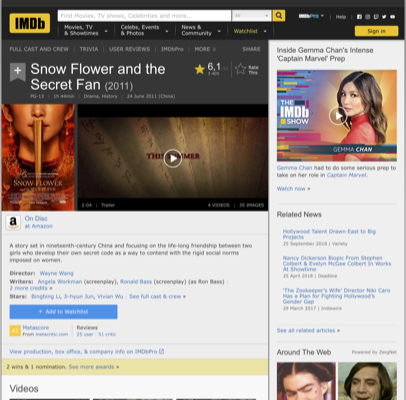 IMDb
Find Movies, TV shows, Celebrities and more...
All
IMDbPro
Help
Movies, TV & Showtimes
Celebs, Events & Photos
News & Community
Watchlist
Sign in
FULL CAST AND CREW | TRIVIA | USER REVIEWS | IMDbPro | MORE
SHARE
Snow Flower and the Secret Fan (2011)
6,1
Rate This
PG-13 | 1h 44min | Drama, History | 24 June 2011 (China)
SNOW FLOWER
2:04 | Trailer
4 VIDEOS | 35 IMAGES
On Disc
at Amazon
A story set in nineteenth-century China and focusing on the life-long friendship between two
girls who develop their own secret code as a way to contend with the rigid social norms
imposed on women.
Director: Wayne Wang
Writers: Angela Workman (screenplay), Ronald Bass (screenplay) (as Ron Bass) |
2 more credits »
Stars: Bingbing Li, Ji-hyun Jun, Vivian Wu | See full cast & crew »
+ Add to Watchlist
Metascore
From metacritic.com
Reviews
25 user | 51 critic
View production, box office, & company info on IMDbPro
2 wins & 1 nomination. See more awards »
Videos
Inside Gemma Chan's Intense
'Captain Marvel' Prep
THE IMDb SHOW
GEMMA CHAN
Gemma Chan had to do some serious prep to
take on her role in Captain Marvel.
Watch now »
Related News
Hollywood Talent Drawn East to Big
Projects
25 September 2018 | Variety
Nancy Dickerson Biopic From Stephen
Colbert & Evelyn McGee Colbert In Works
At Showtime
25 April 2018 | Deadline
'The Zookeeper's Wife' Director Niki Caro
Has a Plan for Fighting Hollywood's
Gender Gap
29 March 2017 | Indiewire
See all related articles »
Around The Web
Powered by ZergNet